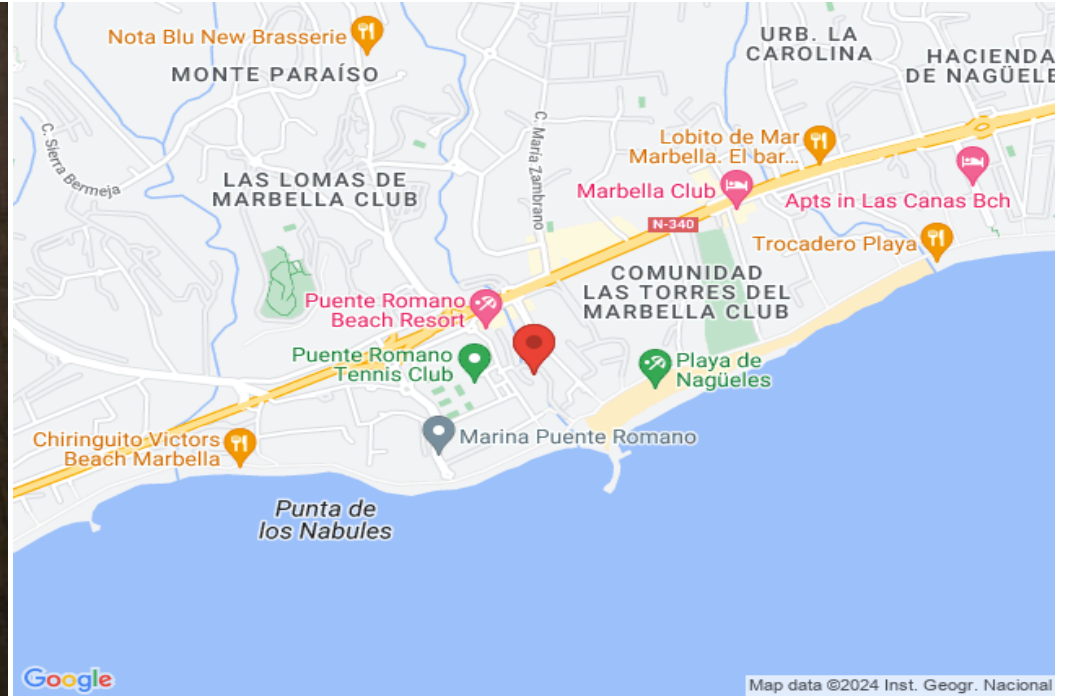 Nota Blu New Brasserie
MONTE PARAÍSO
URB. LA
CAROLINA
HACIENDA
DE NAGÜELE
C. Sierra Bermeja
C. María Zambrano
Lobito de Mar
Marbella. El bar...
LAS LOMAS DE
MARBELLA CLUB
Marbella Club
Apts in Las Canas Bch
N-340
Trocadero Playa
COMUNIDAD
LAS TORRES DEL
MARBELLA CLUB
Puente Romano
Beach Resort
Puente Romano
Tennis Club
Playa de
Nagüeles
Chiringuito Victors
Beach Marbella
Marina Puente Romano
Punta de
los Nabules
Google
Map data ©2024 Inst. Geogr. Nacional